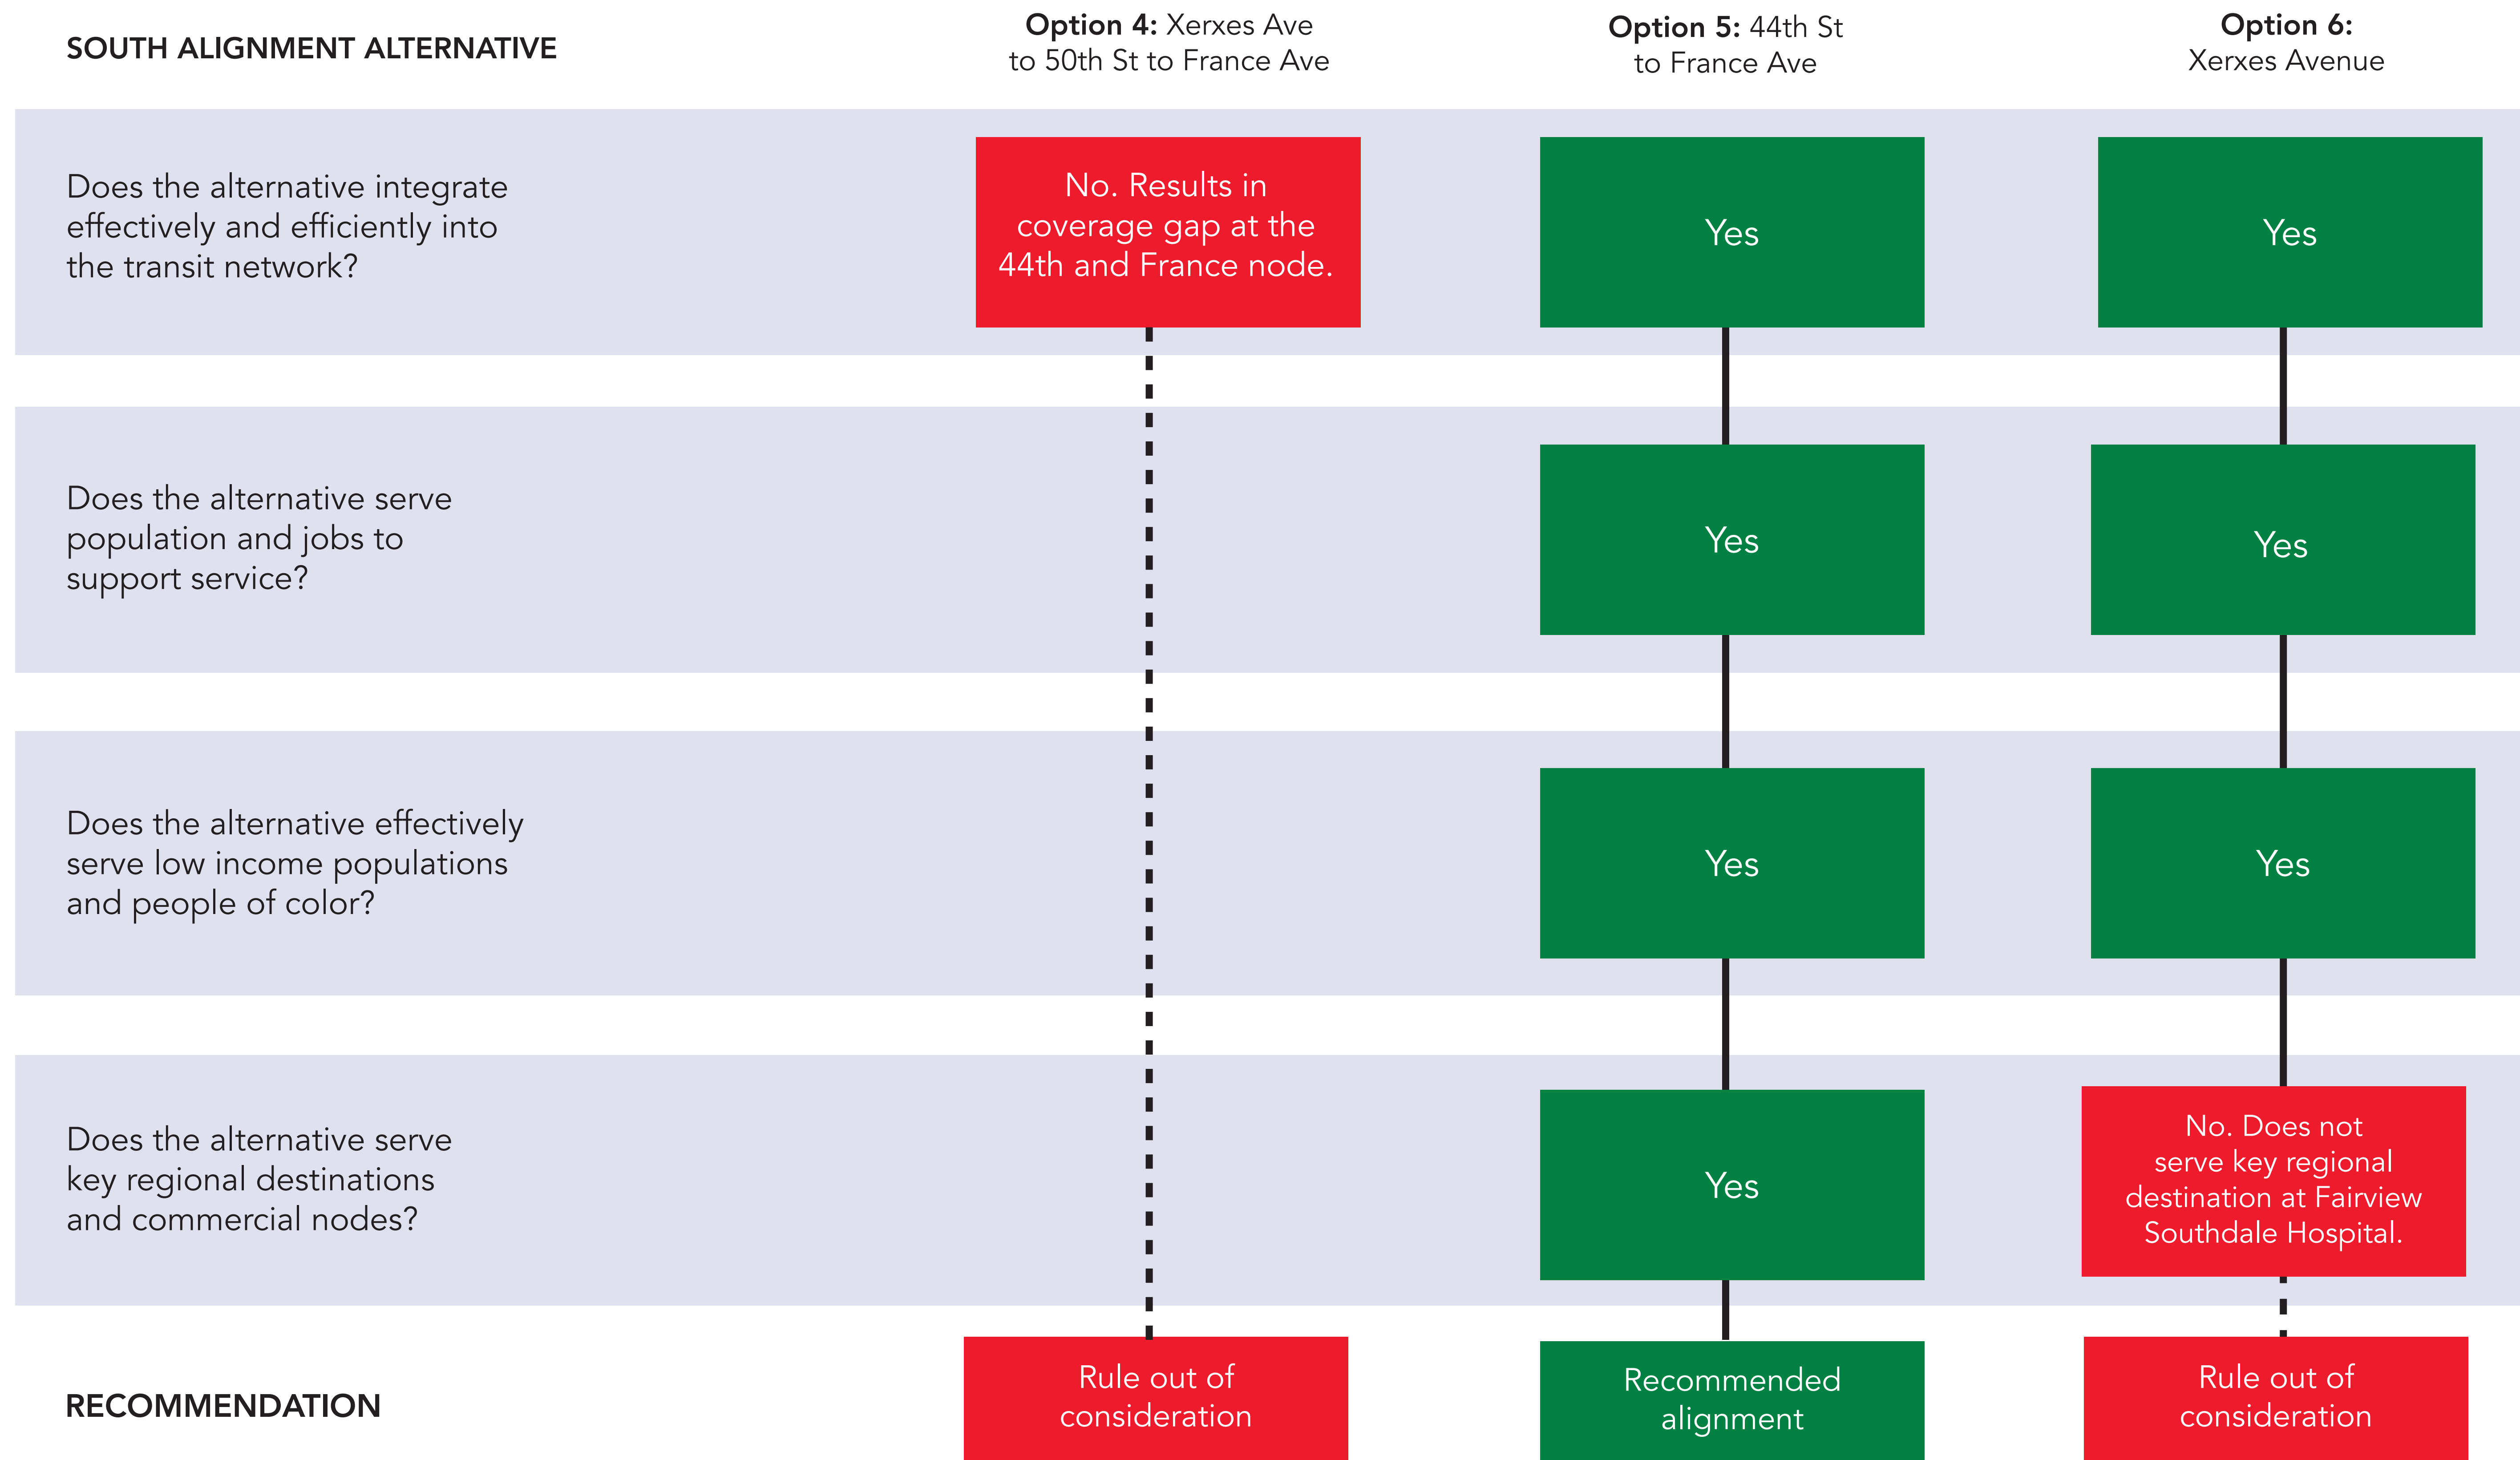 SOUTH ALIGNMENT ALTERNATIVE
Option 4: Xerxes Ave
to 50th St to France Ave
Option 5: 44th St
to France Ave
Option 6:
Xerxes Avenue
Does the alternative integrate
effectively and efficiently into
the transit network?
No. Results in
coverage gap at the
44th and France node.
Yes
Yes
Does the alternative serve
population and jobs to
support service?
Yes
Yes
Does the alternative effectively
serve low income populations
and people of color?
Yes
Yes
Does the alternative serve
key regional destinations
and commercial nodes?
Yes
No. Does not
serve key regional
destination at Fairview
Southdale Hospital.
RECOMMENDATION
Rule out of
consideration
Recommended
alignment
Rule out of
consideration